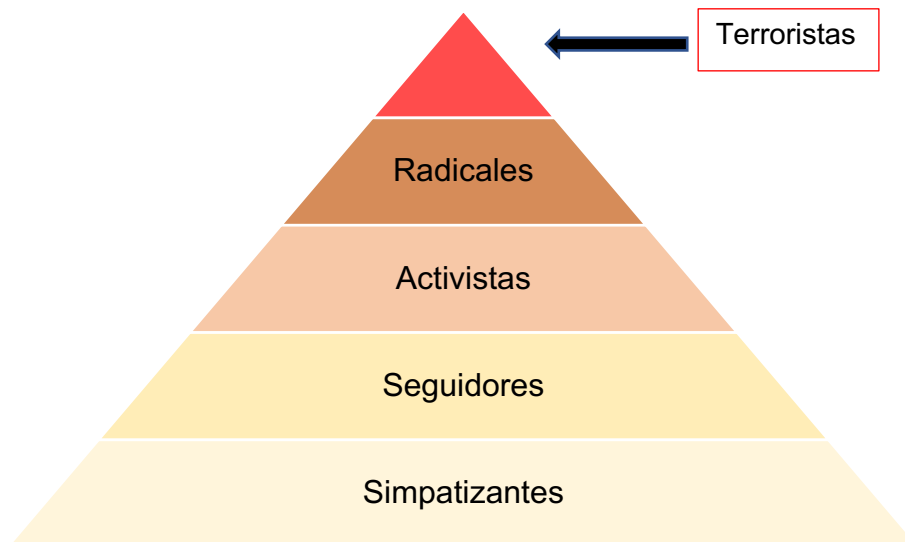 Terroristas
Radicales
Activistas
Seguidores
Simpatizantes